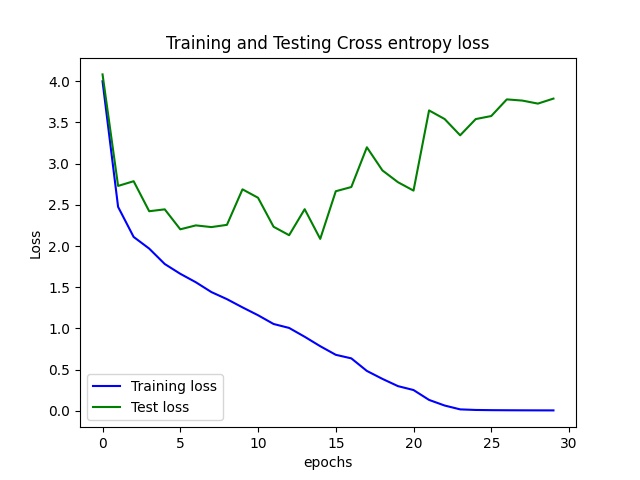 Training and Testing Cross entropy loss
Loss
4.0
3.5
3.0
2.5
2.0
1.5
1.0
0.5
0.0
Training loss
Test loss
0 5 10 15 20 25 30
epochs